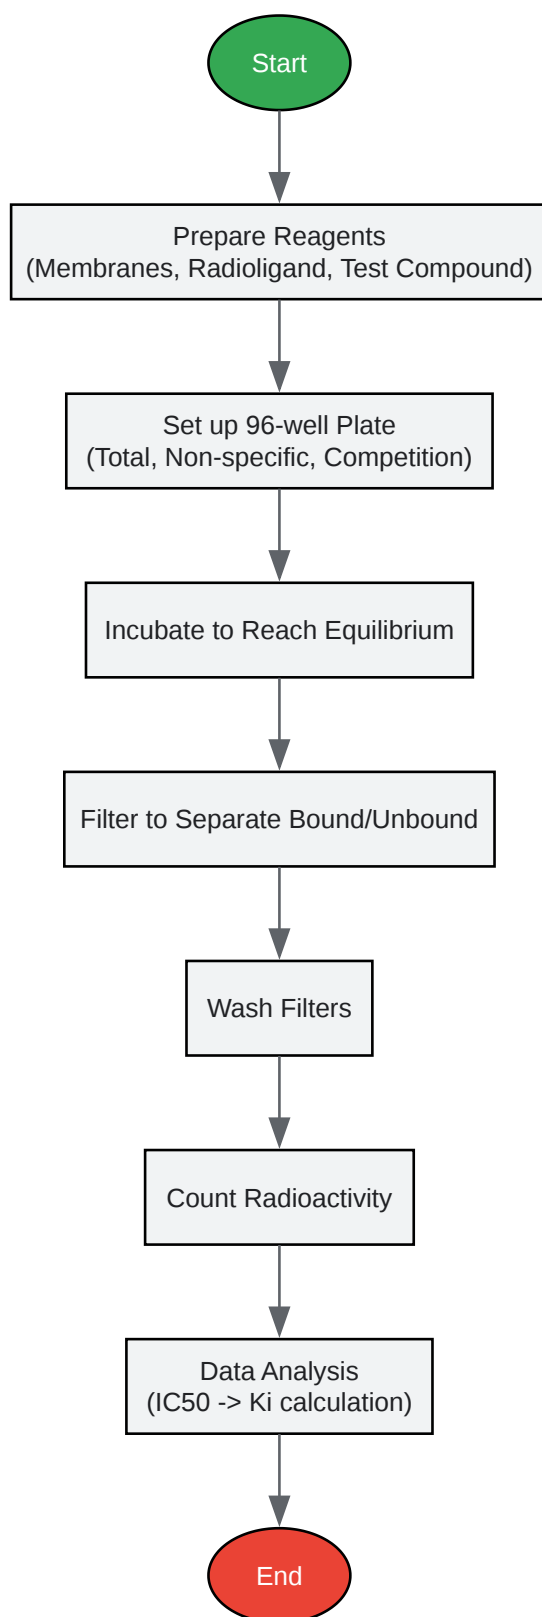 Start
Prepare Reagents
(Membranes, Radioligand, Test Compound)
Set up 96-well Plate
(Total, Non-specific, Competition)
Incubate to Reach Equilibrium
Filter to Separate Bound/Unbound
Wash Filters
Count Radioactivity
Data Analysis
(IC50 -> Ki calculation)
End